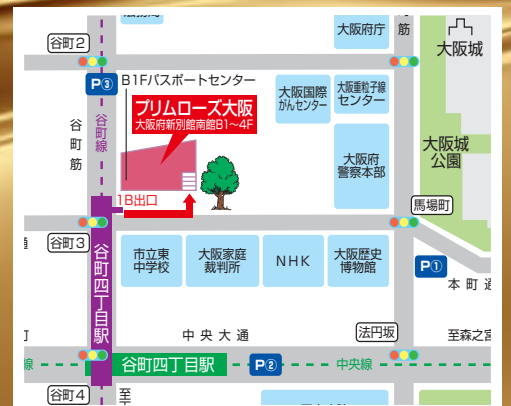 大阪府庁
筋
谷町2
大阪城
P③
B1Fパスポートセンター
大阪国際
がんセンター
大阪重粒子線
センター
プリムローズ大阪
大阪府新別館南館B1～4F
谷町筋
谷町線
大阪府
警察本部
大阪城
公園
1B出口
馬場町
谷町3
谷町四丁目駅
市立東
中学校
大阪家庭
裁判所
NHK
大阪歴史
博物館
P①
本町通
中央大通
法円坂
至森之宮
線
谷町四丁目駅
P②
中央線
谷町4
至